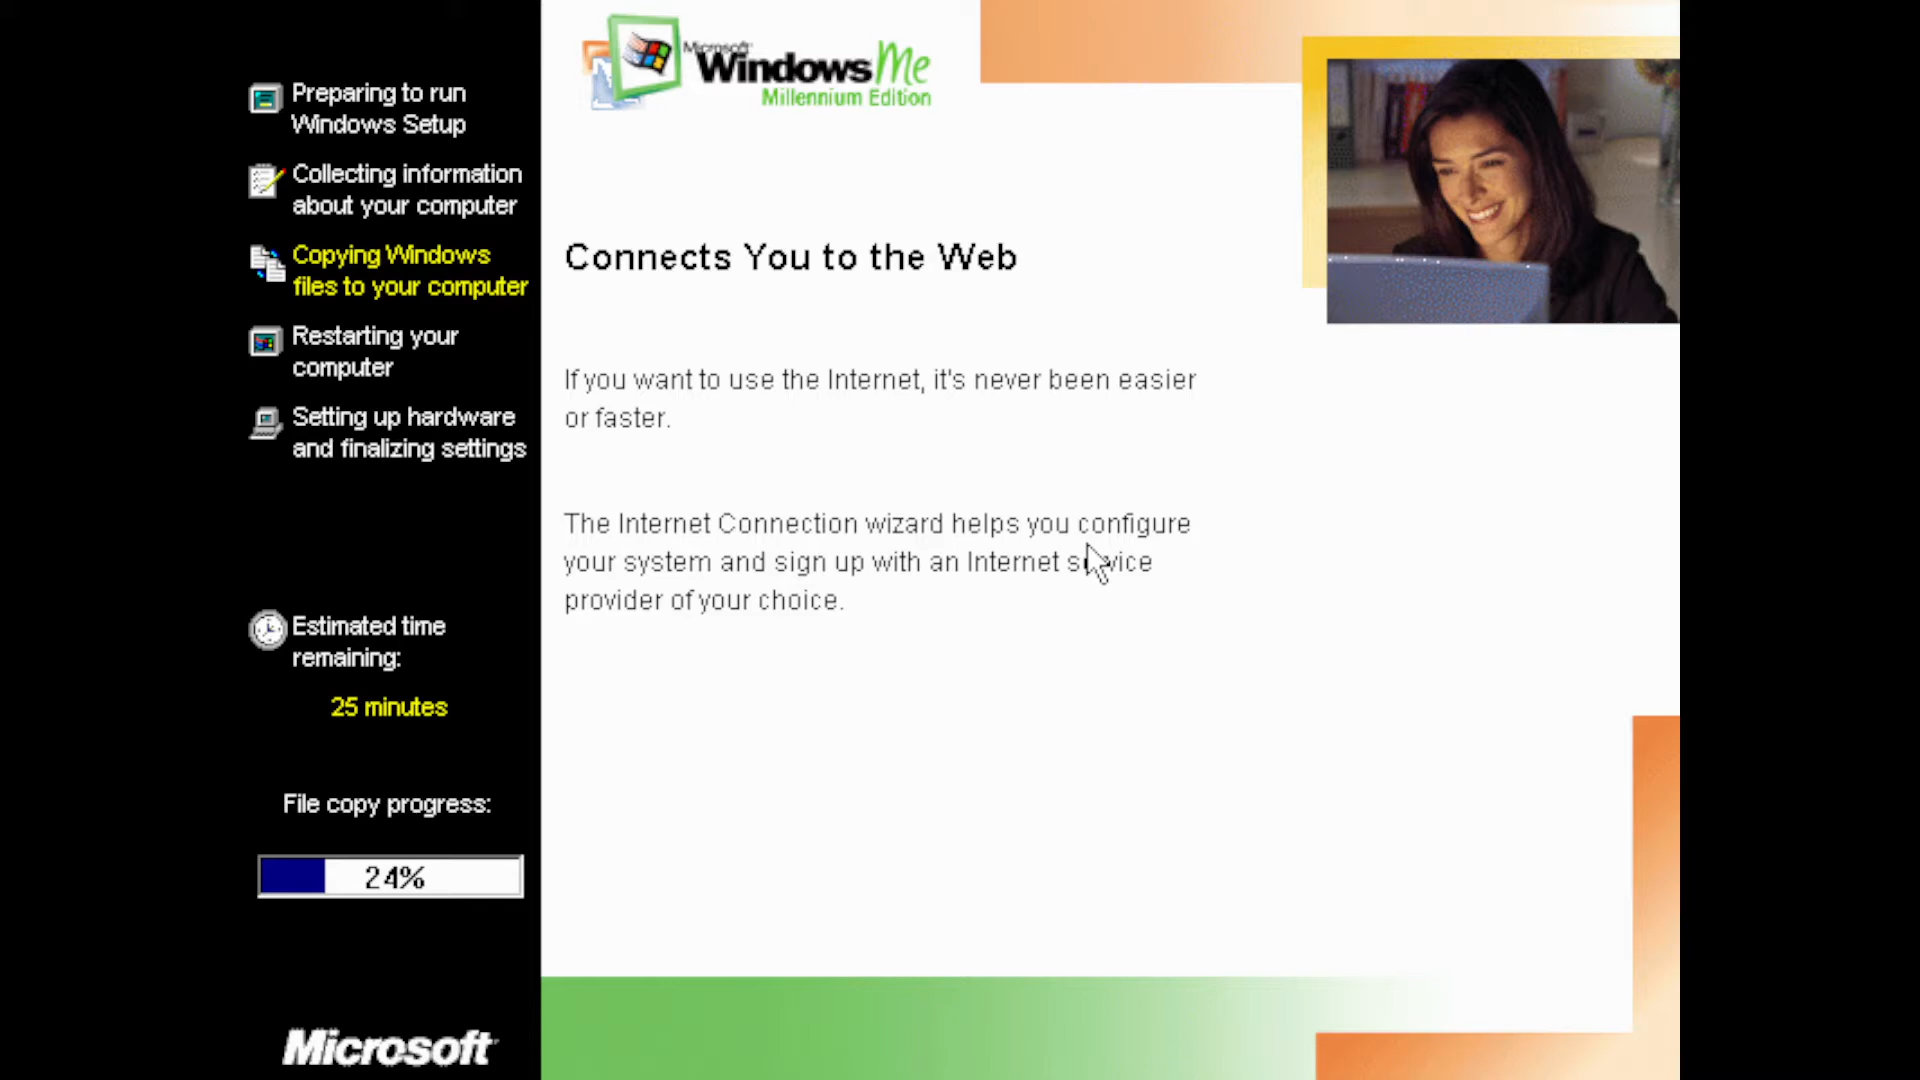 Preparing to run
Windows Setup
Collecting information
about your computer
Copying Windows
files to your computer
Restarting your
computer
Setting up hardware
and finalizing settings
Estimated time
remaining:
25 minutes
File copy progress:
24%
Microsoft
Microsoft
Windows Me
Millennium Edition
Connects You to the Web
If you want to use the Internet, it's never been easier
or faster.
The Internet Connection wizard helps you configure
your system and sign up with an Internet service
provider of your choice.